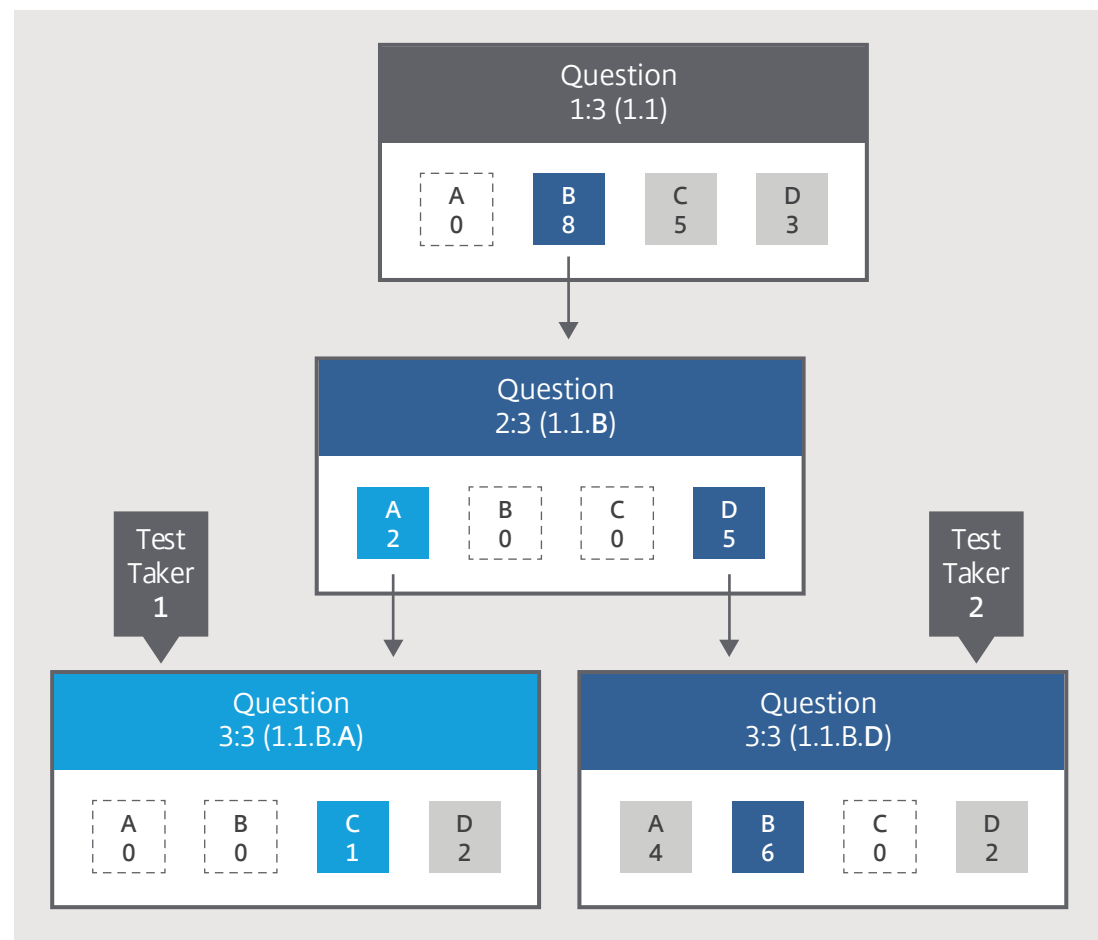 Question
1:3 (1.1)
A B C D
0 8 5 3
Question
2:3 (1.1.B)
A B C D
2 0 0 5
Test
Taker
1
Test
Taker
2
Question
3:3 (1.1.B.A)
A B C D
0 0 1 2
Question
3:3 (1.1.B.D)
A B C D
4 6 0 2